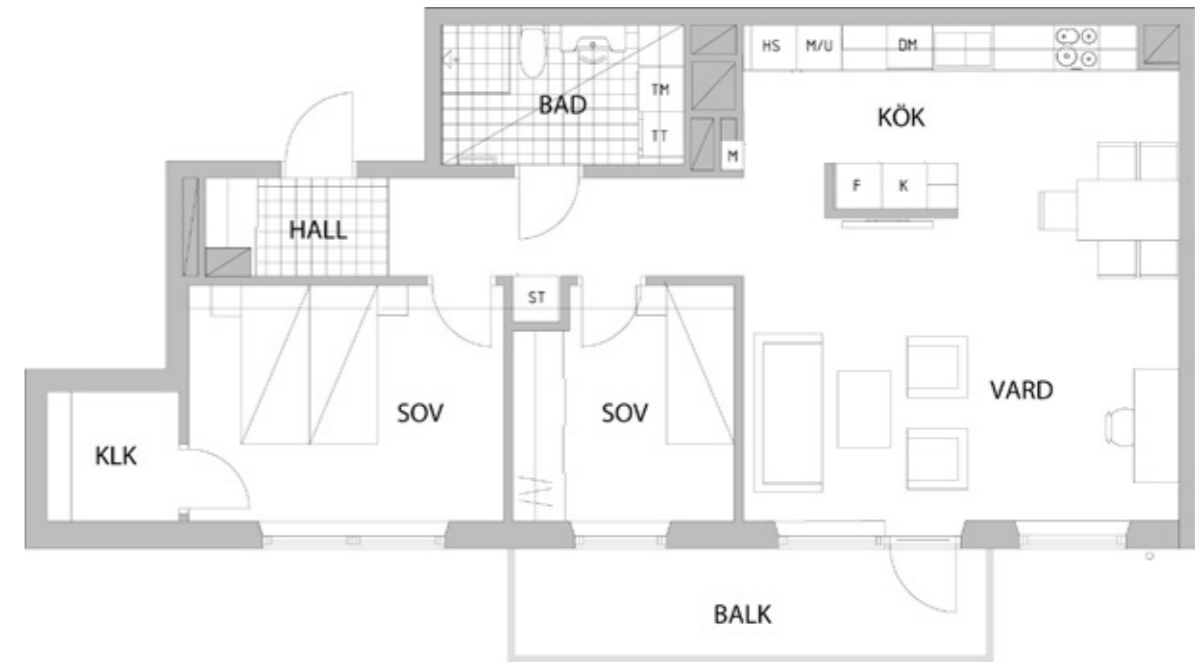 HS M/U DM
TM
BAD
KÖK
TT
M
F K
HALL
ST
VARD
SOV
SOV
KLK
BALK